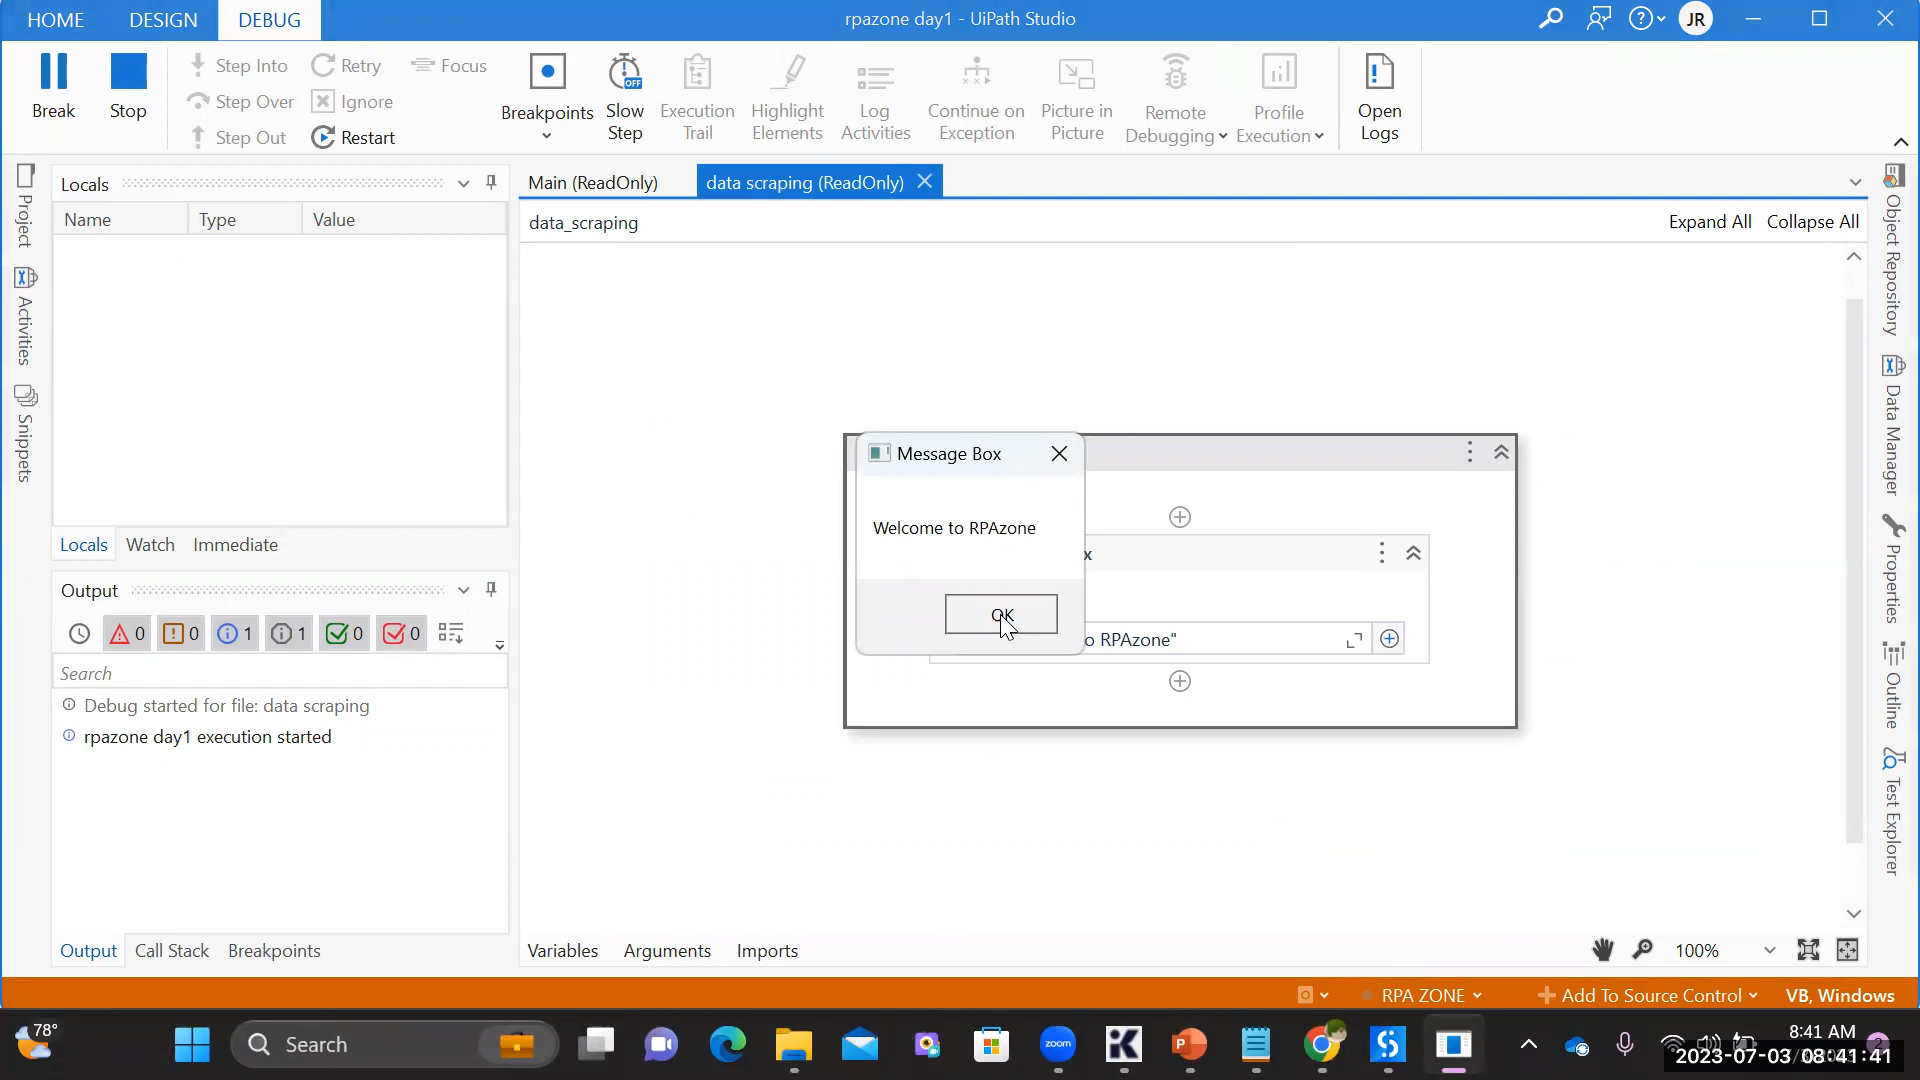 HOME DESIGN DEBUG rpazone day1 - UiPath Studio JR
Break
Stop
Step Into
Step Over
Step Out
Retry
Ignore
Restart
Focus
Breakpoints
Slow
Step
OFF
Execution
Trail
Highlight
Elements
Log
Activities
Continue on
Exception
Picture in
Picture
Remote
Debugging
Profile
Execution
Open
Logs
Project
Activities
Snippets
Locals
Name Type Value
Locals Watch Immediate
Output
0 0 1 1 0 0
Search
Debug started for file: data scraping
rpazone day1 execution started
Output Call Stack Breakpoints
Main (ReadOnly) data scraping (ReadOnly)
data_scraping Expand All Collapse All
Message Box
Welcome to RPAzone
OK
x
o RPAzone"
Variables Arguments Imports 100%
Object Repository
Data Manager
Properties
Outline
Test Explorer
RPA ZONE Add To Source Control VB, Windows
78°
Search
zoom
8:41 AM
2
2023-07-03 08:41:41